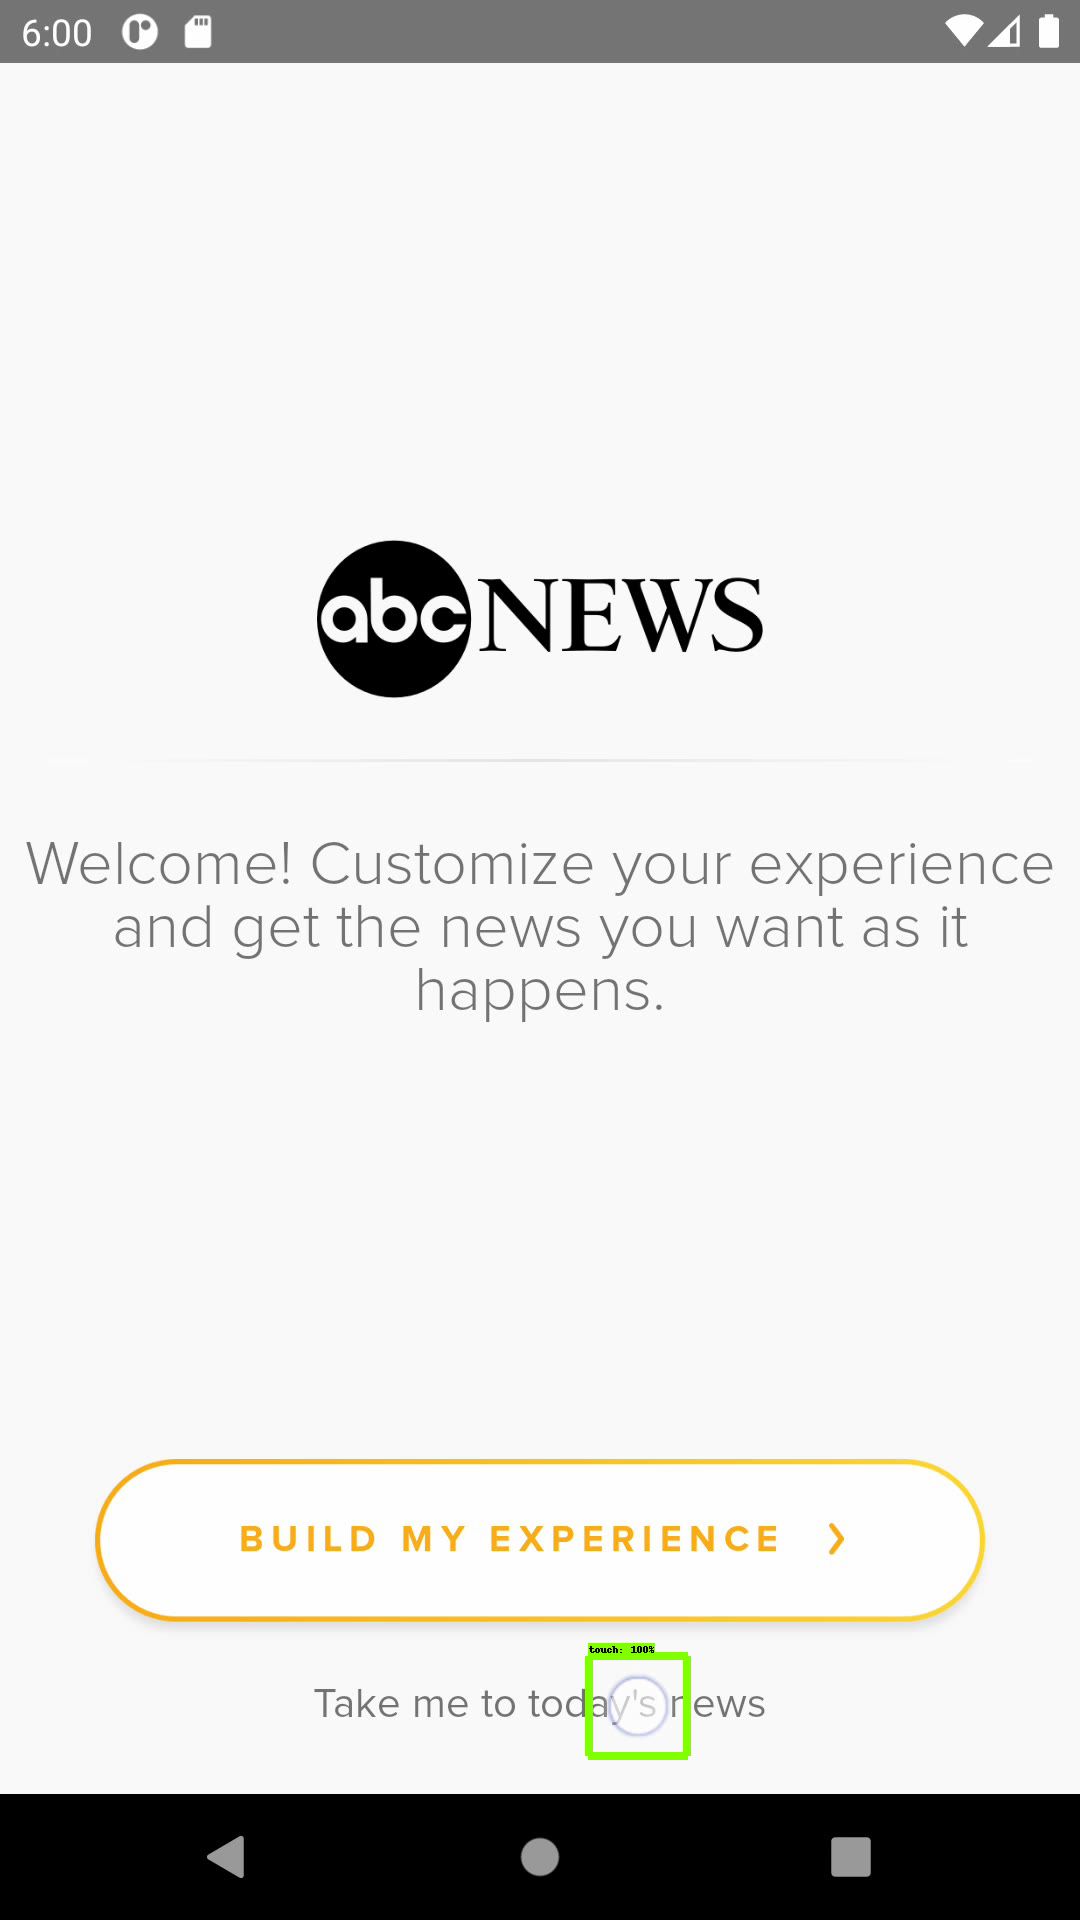 6:00
abc NEWS
Welcome! Customize your experience
and get the news you want as it
happens.
BUILD MY EXPERIENCE
touch: 100%
Take me to today's news